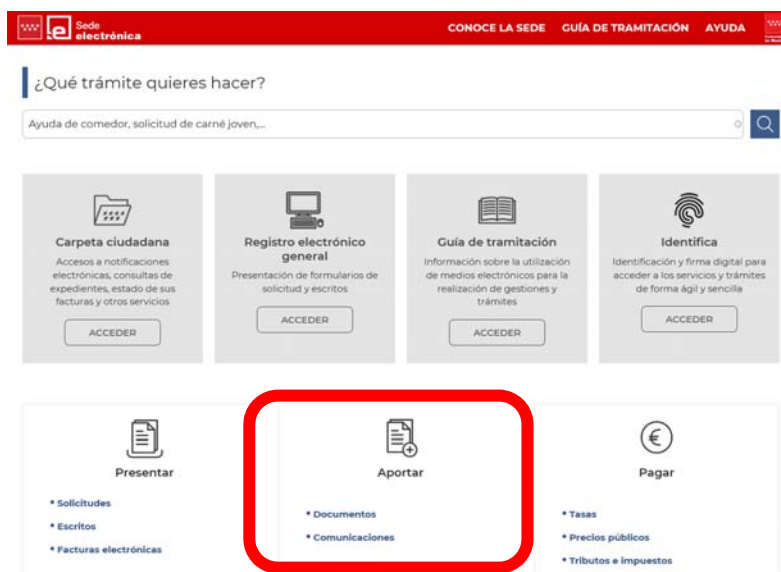 Sede
electrónica
CONOCE LA SEDE GUÍA DE TRAMITACIÓN AYUDA
¿Qué trámite quieres hacer?
Ayuda de comedor, solicitud de carné joven,...
Carpeta ciudadana
Accesos a notificaciones
electrónicas, consultas de
expedientes, estado de sus
facturas y otros servicios
ACCEDER
Registro electrónico
general
Presentación de formularios de
solicitud y escritos
ACCEDER
Guía de tramitación
Información sobre la utilización
de medios electrónicos para la
realización de gestiones y
trámites
ACCEDER
Identifica
Identificación y firma digital para
acceder a los servicios y trámites
de forma ágil y sencilla
ACCEDER
Presentar
• Solicitudes
• Escritos
• Facturas electrónicas
Aportar
• Documentos
• Comunicaciones
Pagar
• Tasas
• Precios públicos
• Tributos e impuestos